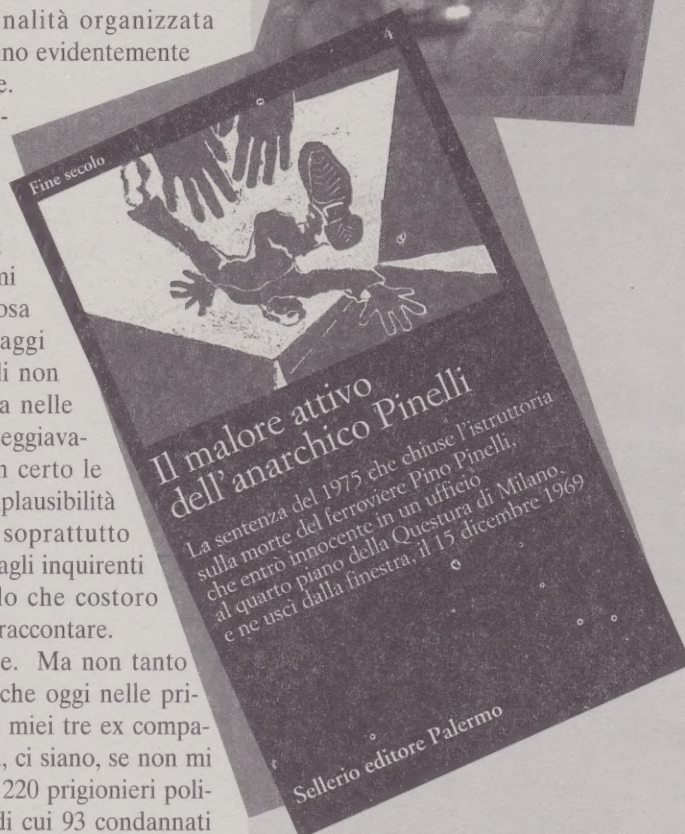 nalità organizzata
no evidentemente
e.
-
ni
osa
aggi
li non
a nelle
eggiava-
n certo le
plausibilità
soprattutto
agli inquirenti
lo che costoro
raccontare.
e. Ma non tanto
che oggi nelle pri-
miei tre ex compa-
, ci siano, se non mi
220 prigionieri poli-
di cui 93 condannati
4
Fine secolo
Il malore attivo
dell'anarchico Pinelli
La sentenza del 1975 che chiuse l'istruttoria
sulla morte del ferroviere Pino Pinelli,
che entrò innocente in un ufficio
al quarto piano della Questura di Milano,
e ne uscì dalla finestra, il 15 dicembre 1969
Sellerio editore Palermo